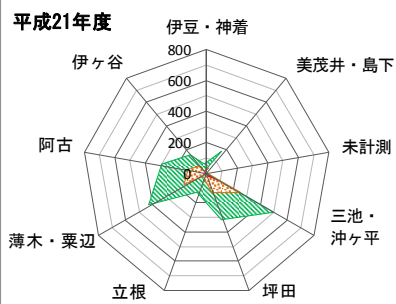 平成21年度
伊豆・神着
800
600
400
200
0
美茂井・島下
未計測
三池・
沖ヶ平
坪田
立根
薄木・粟辺
阿古
伊ヶ谷